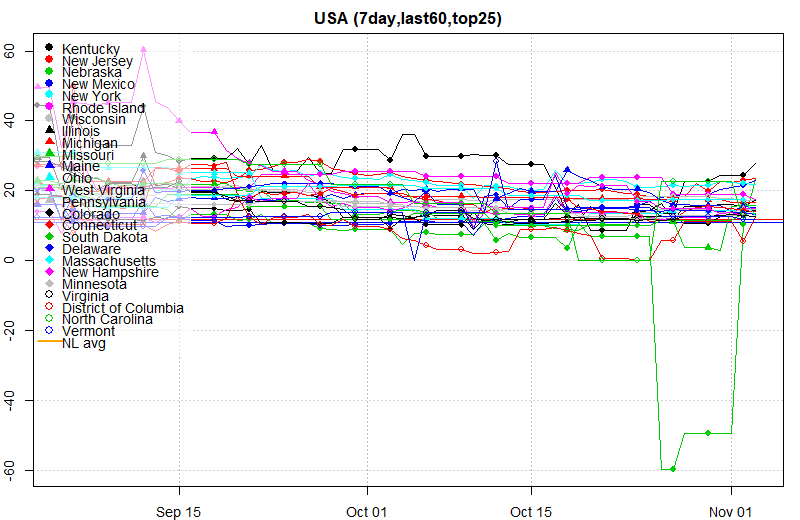 USA (7day,last60,top25)
60
40
20
0
-20
-40
-60
Kentucky
New Jersey
Nebraska
New Mexico
New York
Rhode Island
Wisconsin
Illinois
Michigan
Missouri
Maine
Ohio
West Virginia
Pennsylvania
Colorado
Connecticut
South Dakota
Delaware
Massachusetts
New Hampshire
Minnesota
Virginia
District of Columbia
North Carolina
Vermont
NL avg
Sep 15 Oct 01 Oct 15 Nov 01